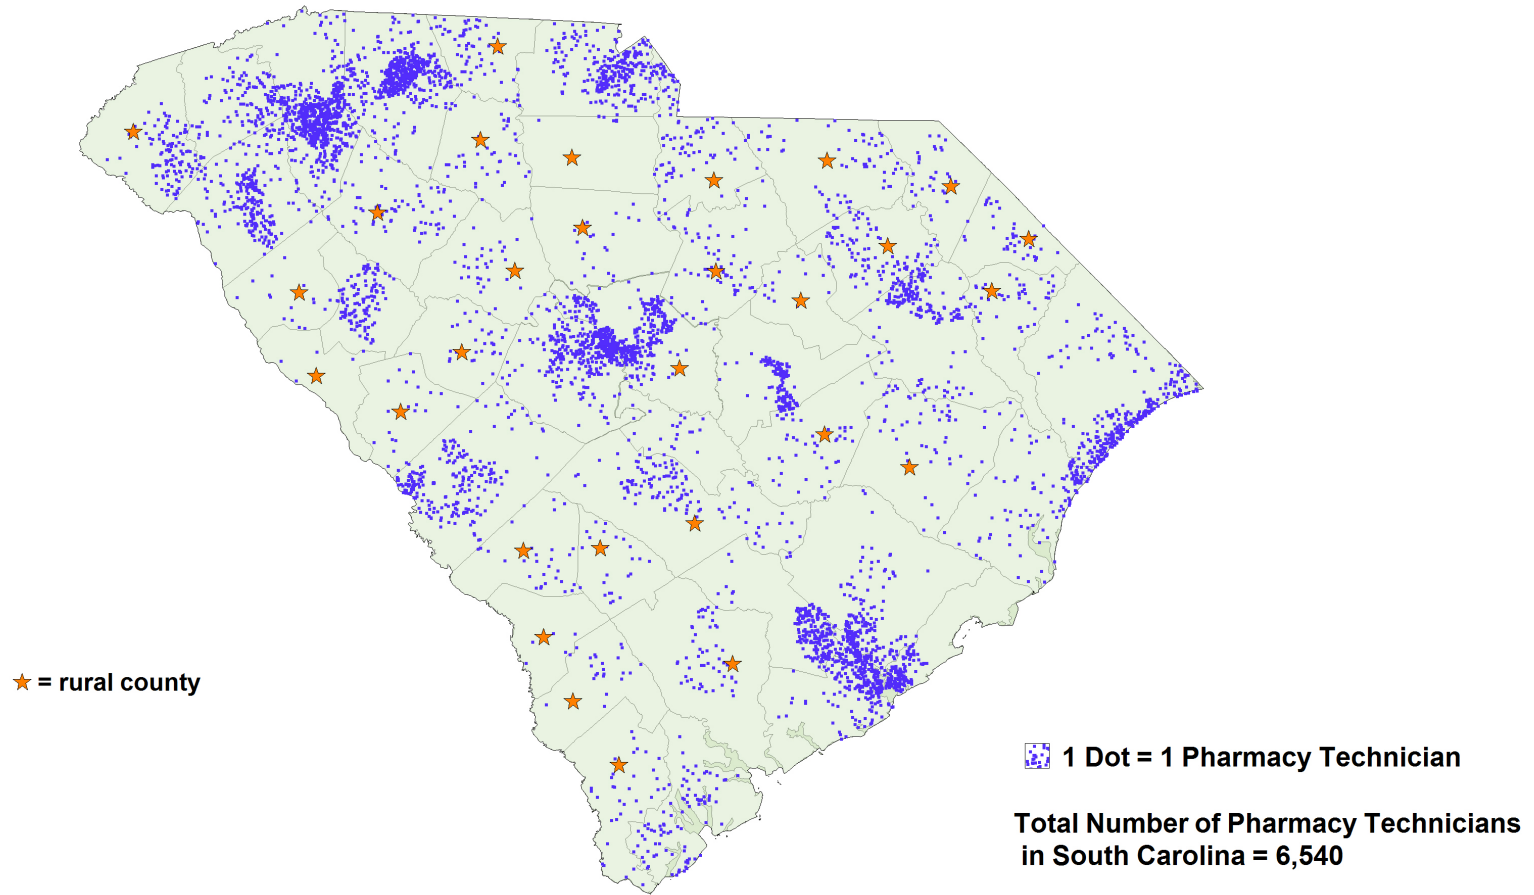 = rural county
1 Dot = 1 Pharmacy Technician
Total Number of Pharmacy Technicians
in South Carolina = 6,540